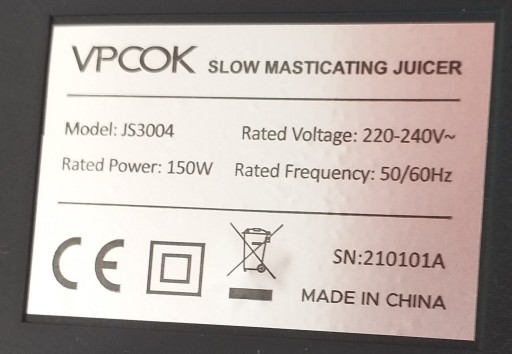 VPCOK SLOW MASTICATING JUICER
Model: JS3004 Rated Voltage: 220-240V~
Rated Power: 150W Rated Frequency: 50/60Hz
CE SN:210101A
MADE IN CHINA